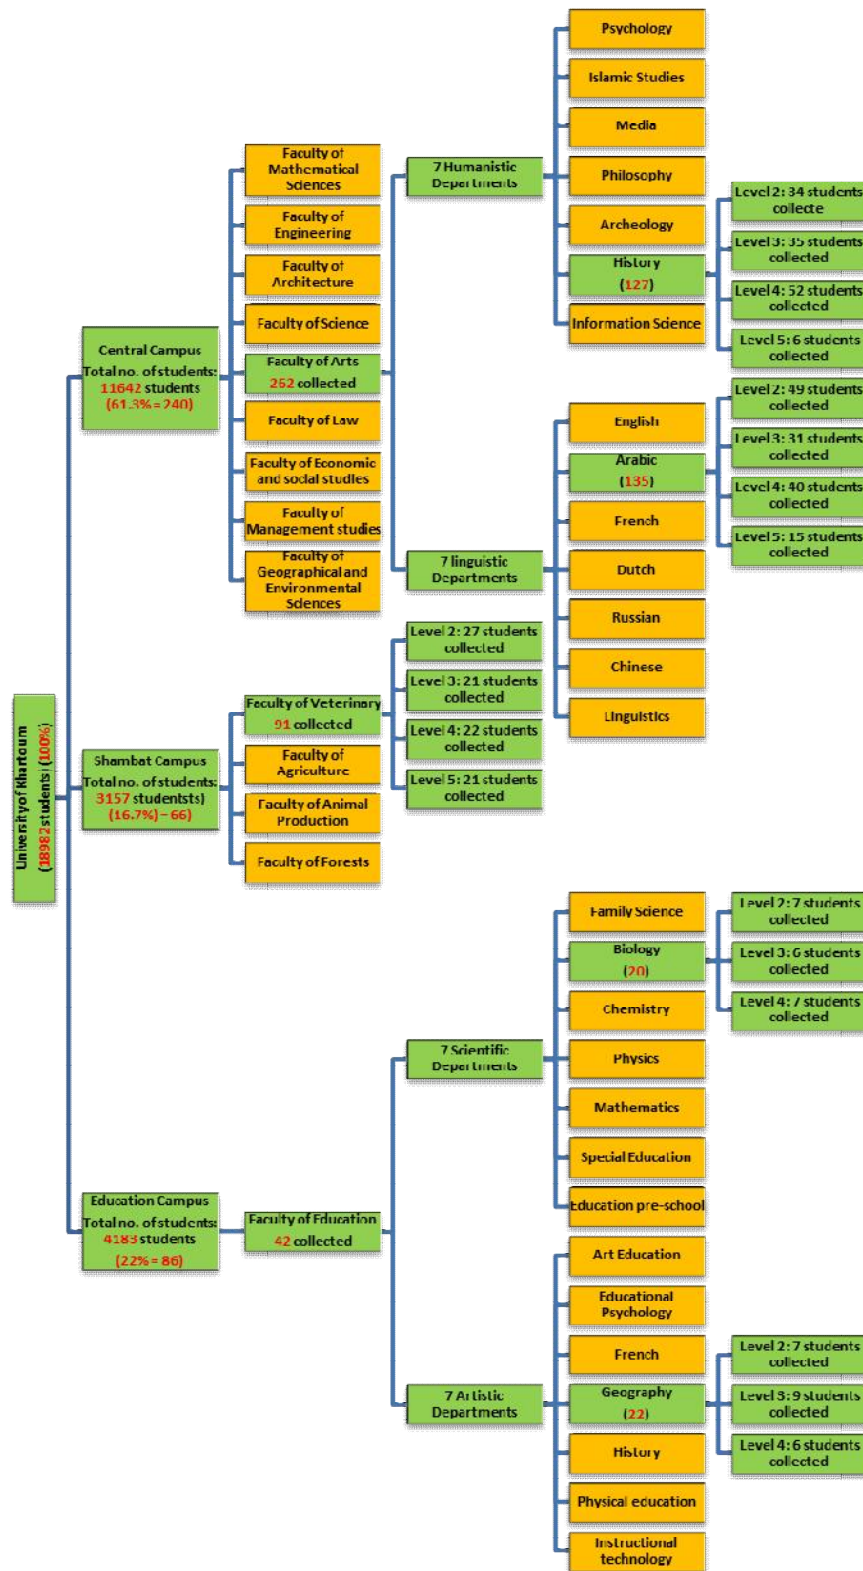 University of Khartoum
(18982 students) (100%)
Central Campus
Total no. of students:
11642 students
(61.3% = 240)
Shambat Campus
Total no. of students:
3157 studentsts)
(16.7%) – 66)
Education Campus
Total no. of students:
4183 students
(22% = 86)
Faculty of
Mathematical
Sciences
Faculty of
Engineering
Faculty of
Architecture
Faculty of Science
Faculty of Arts
262 collected
Faculty of Law
Faculty of Economic
and social studies
Faculty of
Management studies
Faculty of
Geographical and
Environmental
Sciences
Faculty of Veterinary
91 collected
Faculty of
Agriculture
Faculty of Animal
Production
Faculty of Forests
Faculty of Education
42 collected
7 Humanistic
Departments
7 linguistic
Departments
Level 2: 27 students
collected
Level 3: 21 students
collected
Level 4: 22 students
collected
Level 5: 21 students
collected
7 Scientific
Departments
7 Artistic
Departments
Psychology
Islamic Studies
Media
Philosophy
Archeology
History
(127)
Information Science
English
Arabic
(135)
French
Dutch
Russian
Chinese
Linguistics
Family Science
Biology
(20)
Chemistry
Physics
Mathematics
Special Education
Education pre-school
Art Education
Educational
Psychology
French
Geography
(22)
History
Physical education
Instructional
technology
Level 2: 34 students
collecte
Level 3: 35 students
collected
Level 4: 52 students
collected
Level 5: 6 students
collected
Level 2: 49 students
collected
Level 3: 31 students
collected
Level 4: 40 students
collected
Level 5: 15 students
collected
Level 2: 7 students
collected
Level 3: 6 students
collected
Level 4: 7 students
collected
Level 2: 7 students
collected
Level 3: 9 students
collected
Level 4: 6 students
collected